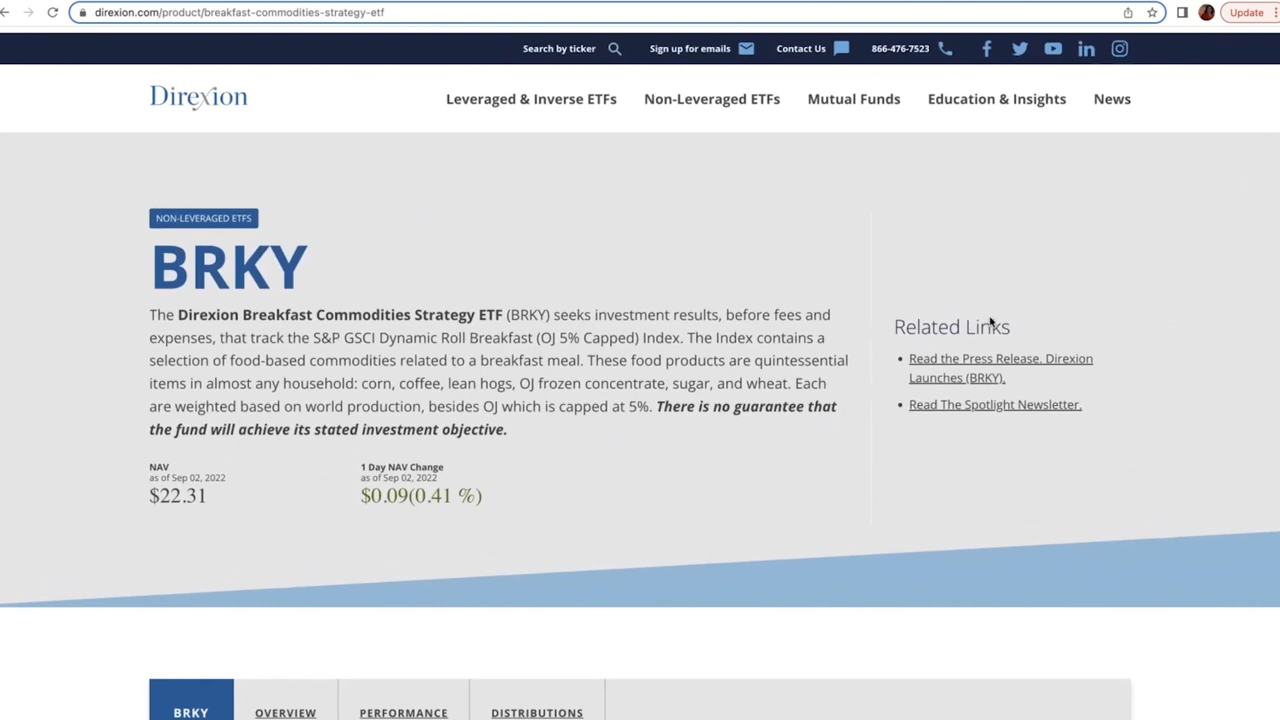 direxion.com/product/breakfast-commodities-strategy-etf
Update
Search by ticker
Sign up for emails
Contact Us
866-476-7523
Direxion
Leveraged & Inverse ETFs
Non-Leveraged ETFs
Mutual Funds
Education & Insights
News
NON-LEVERAGED ETFS
BRKY
The Direxion Breakfast Commodities Strategy ETF (BRKY) seeks investment results, before fees and
expenses, that track the S&P GSCI Dynamic Roll Breakfast (OJ 5% Capped) Index. The Index contains a
selection of food-based commodities related to a breakfast meal. These food products are quintessential
items in almost any household: corn, coffee, lean hogs, OJ frozen concentrate, sugar, and wheat. Each
are weighted based on world production, besides OJ which is capped at 5%. There is no guarantee that
the fund will achieve its stated investment objective.
NAV
as of Sep 02, 2022
$22.31
1 Day NAV Change
as of Sep 02, 2022
$0.09(0.41 %)
Related Links
• Read the Press Release. Direxion
Launches (BRKY).
• Read The Spotlight Newsletter.
BRKY
OVERVIEW
PERFORMANCE
DISTRIBUTIONS